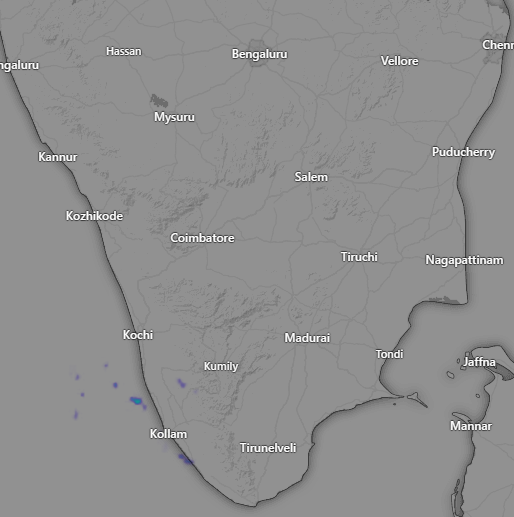 Hassan
Bengaluru
Chenn
ngaluru
Vellore
Mysuru
Kannur
Puducherry
Salem
Kozhikode
Coimbatore
Tiruchi
Nagapattinam
Kochi
Madurai
Tondi
Kumily
Jaffna
Kollam
Mannar
Tirunelveli